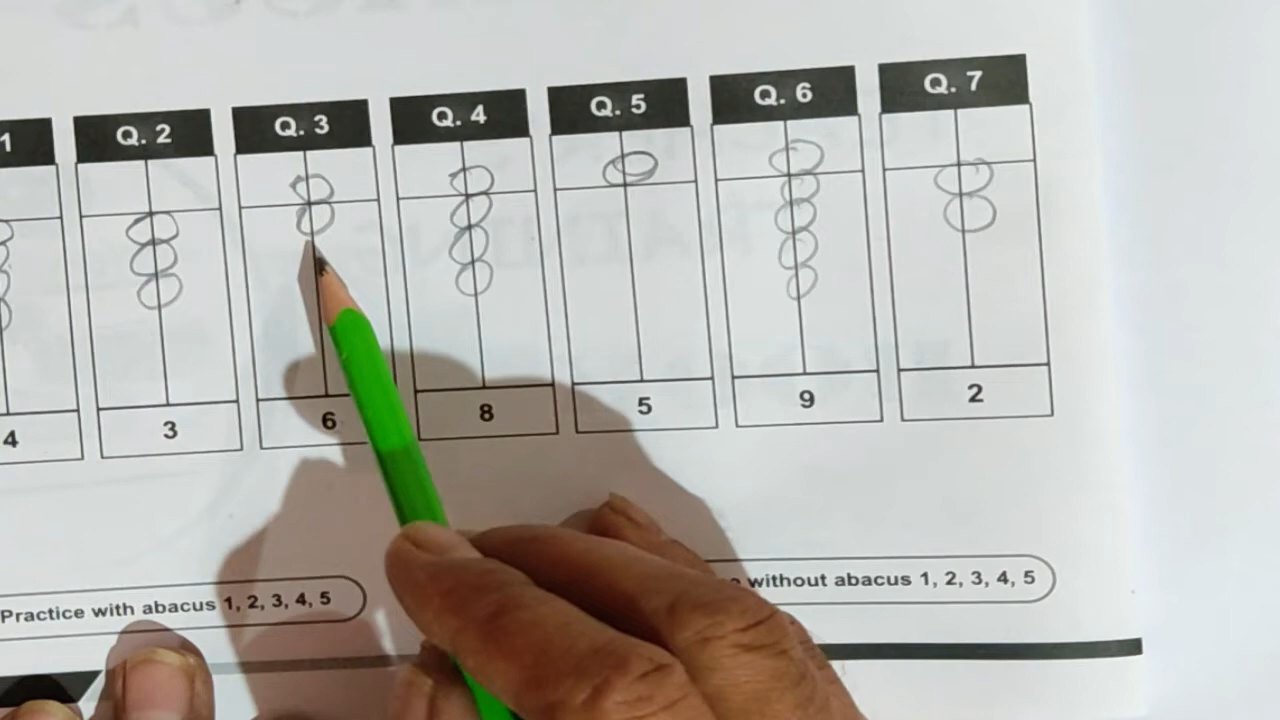 1 Q. 2 Q. 3 Q. 4 Q. 5 Q. 6 Q. 7
4 3 6 8 5 9 2
Practice with abacus 1, 2, 3, 4, 5
without abacus 1, 2, 3, 4, 5